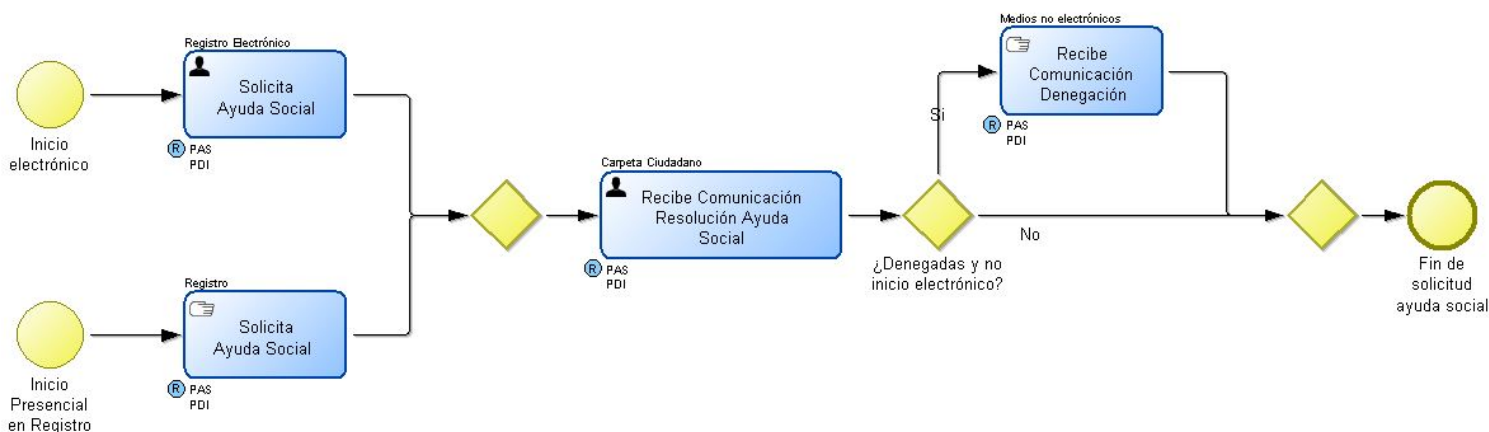 Registro Electrónico
Solicita
Ayuda Social
R PAS
PDI
Inicio
electrónico
Registro
Solicita
Ayuda Social
R PAS
PDI
Inicio
Presencial
en Registro
Carpeta Ciudadano
Recibe Comunicación
Resolución Ayuda
Social
R PAS
PDI
¿Denegadas y no
inicio electrónico?
Si
No
Medios no electrónicos
Recibe
Comunicación
Denegación
R PAS
PDI
Fin de
solicitud
ayuda social